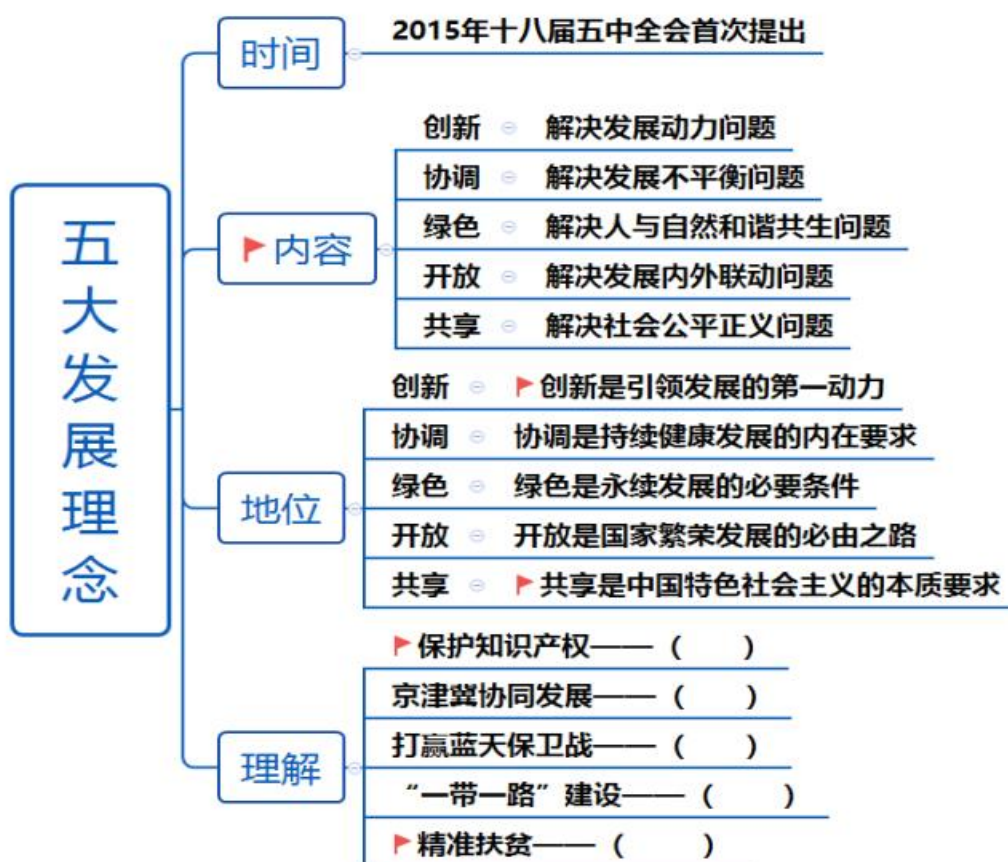 五大发展理念
时间
2015年十八届五中全会首次提出
内容
创新 解决发展动力问题
协调 解决发展不平衡问题
绿色 解决人与自然和谐共生问题
开放 解决发展内外联动问题
共享 解决社会公平正义问题
地位
创新 创新是引领发展的第一动力
协调 协调是持续健康发展的内在要求
绿色 绿色是永续发展的必要条件
开放 开放是国家繁荣发展的必由之路
共享 共享是中国特色社会主义的本质要求
理解
保护知识产权——（ ）
京津冀协同发展——（ ）
打赢蓝天保卫战——（ ）
“一带一路”建设——（ ）
精准扶贫——（ ）